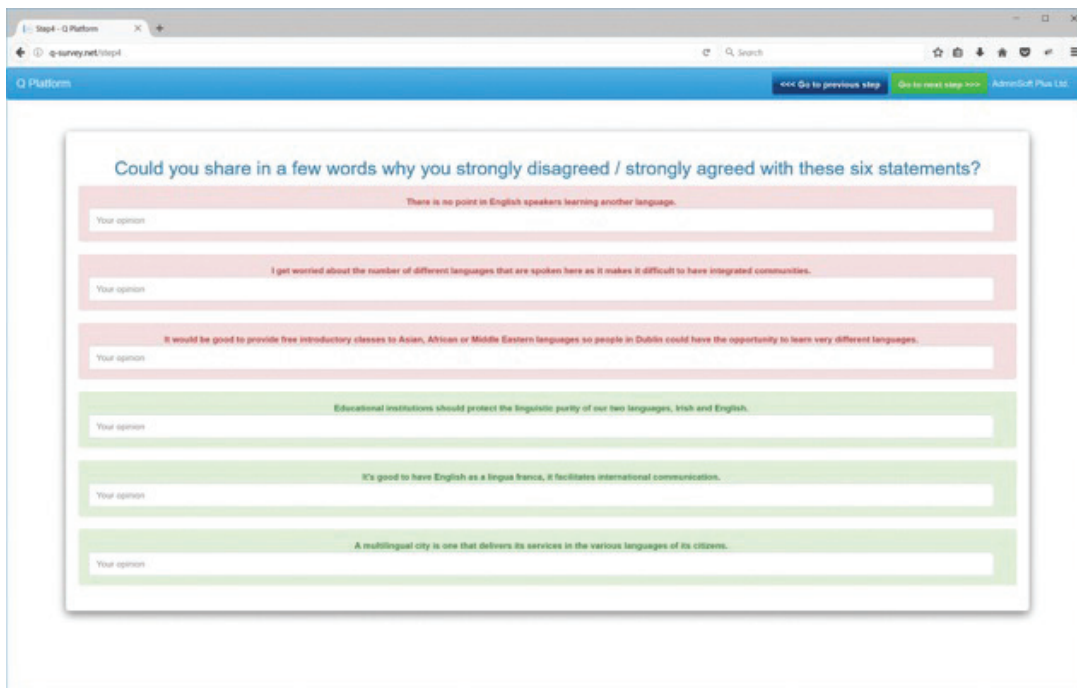 Step4 - Q Platform
q-survey.net/step4
Search
Q Platform
<<< Go to previous step
Go to next step >>>
AdminSoft Plus Ltd.
Could you share in a few words why you strongly disagreed / strongly agreed with these six statements?
There is no point in English speakers learning another language.
Your opinion
I get worried about the number of different languages that are spoken here as it makes it difficult to have integrated communities.
Your opinion
It would be good to provide free introductory classes to Asian, African or Middle Eastern languages so people in Dublin could have the opportunity to learn very different languages.
Your opinion
Educational institutions should protect the linguistic purity of our two languages, Irish and English.
Your opinion
It's good to have English as a lingua franca, it facilitates international communication.
Your opinion
A multilingual city is one that delivers its services in the various languages of its citizens.
Your opinion